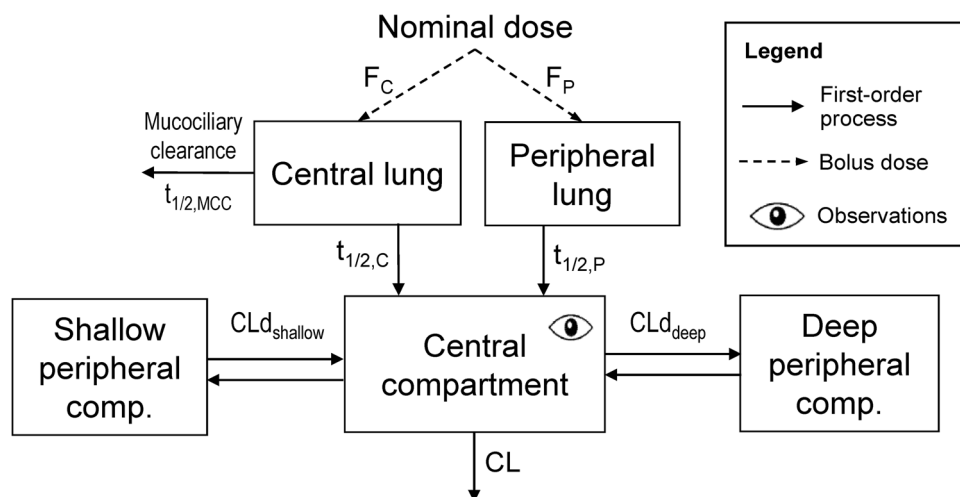 Nominal dose
F_C
F_P
Mucociliary
clearance
t_1/2,MCC
Central lung
Peripheral
lung
t_1/2,C
t_1/2,P
Shallow
peripheral
comp.
CLd_shallow
Central
compartment
CLd_deep
Deep
peripheral
comp.
CL
Legend
First-order
process
Bolus dose
Observations